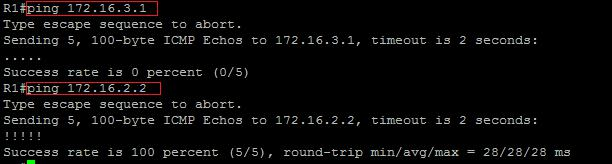 R1#ping 172.16.3.1
Type escape sequence to abort.
Sending 5, 100-byte ICMP Echos to 172.16.3.1, timeout is 2 seconds:
.....
Success rate is 0 percent (0/5)
R1#ping 172.16.2.2
Type escape sequence to abort.
Sending 5, 100-byte ICMP Echos to 172.16.2.2, timeout is 2 seconds:
!!!!!
Success rate is 100 percent (5/5), round-trip min/avg/max = 28/28/28 ms